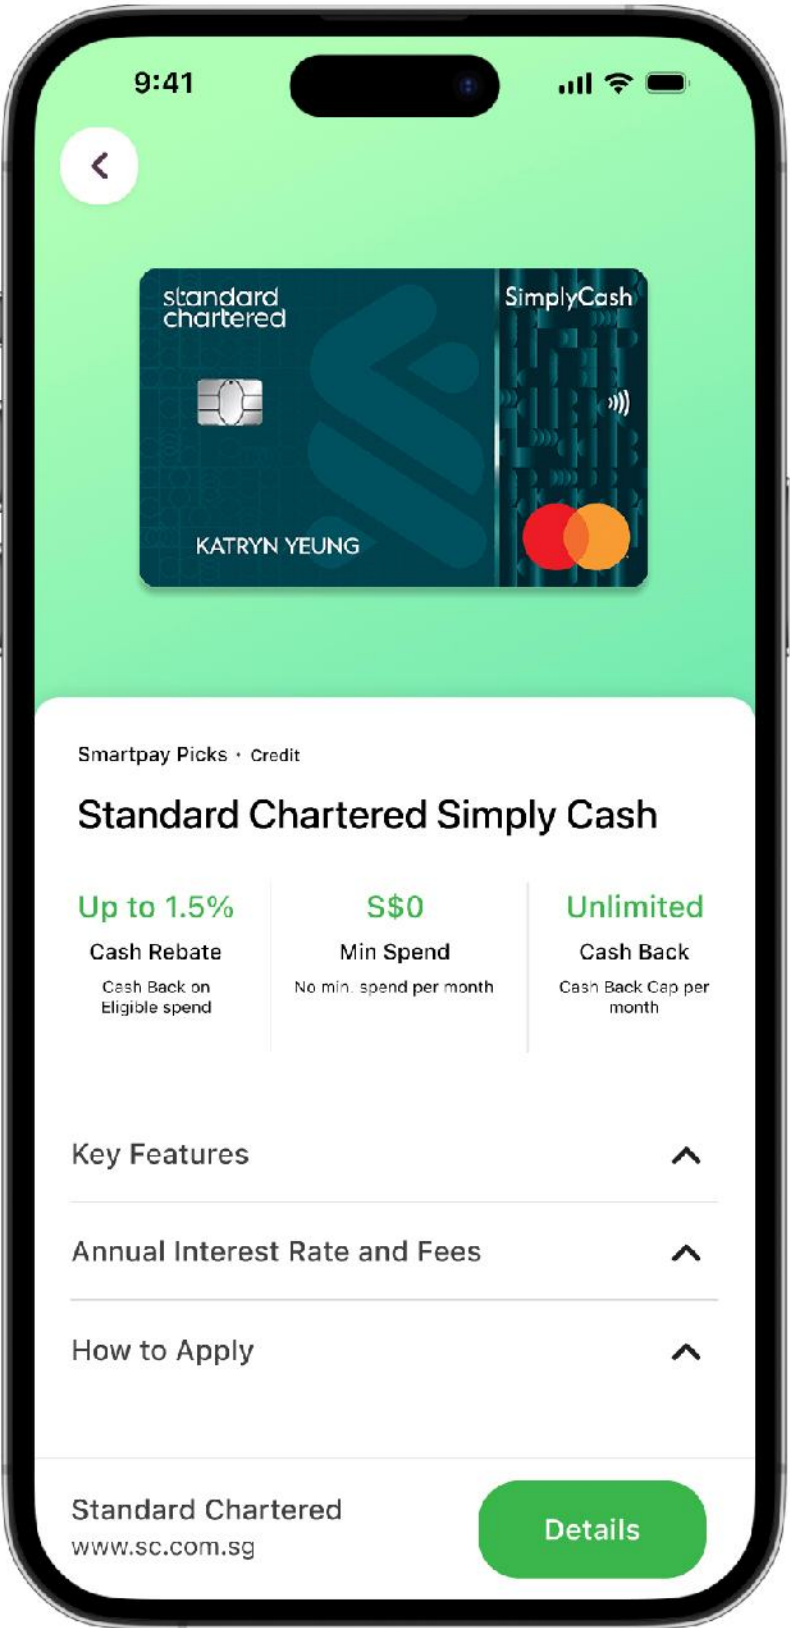 9:41
standard
chartered
SimplyCash
KATRYN YEUNG
Smartpay Picks · Credit
Standard Chartered Simply Cash
Up to 1.5%
Cash Rebate
Cash Back on
Eligible spend
S$0
Min Spend
No min. spend per month
Unlimited
Cash Back
Cash Back Cap per
month
Key Features
Annual Interest Rate and Fees
How to Apply
Standard Chartered
www.sc.com.sg
Details